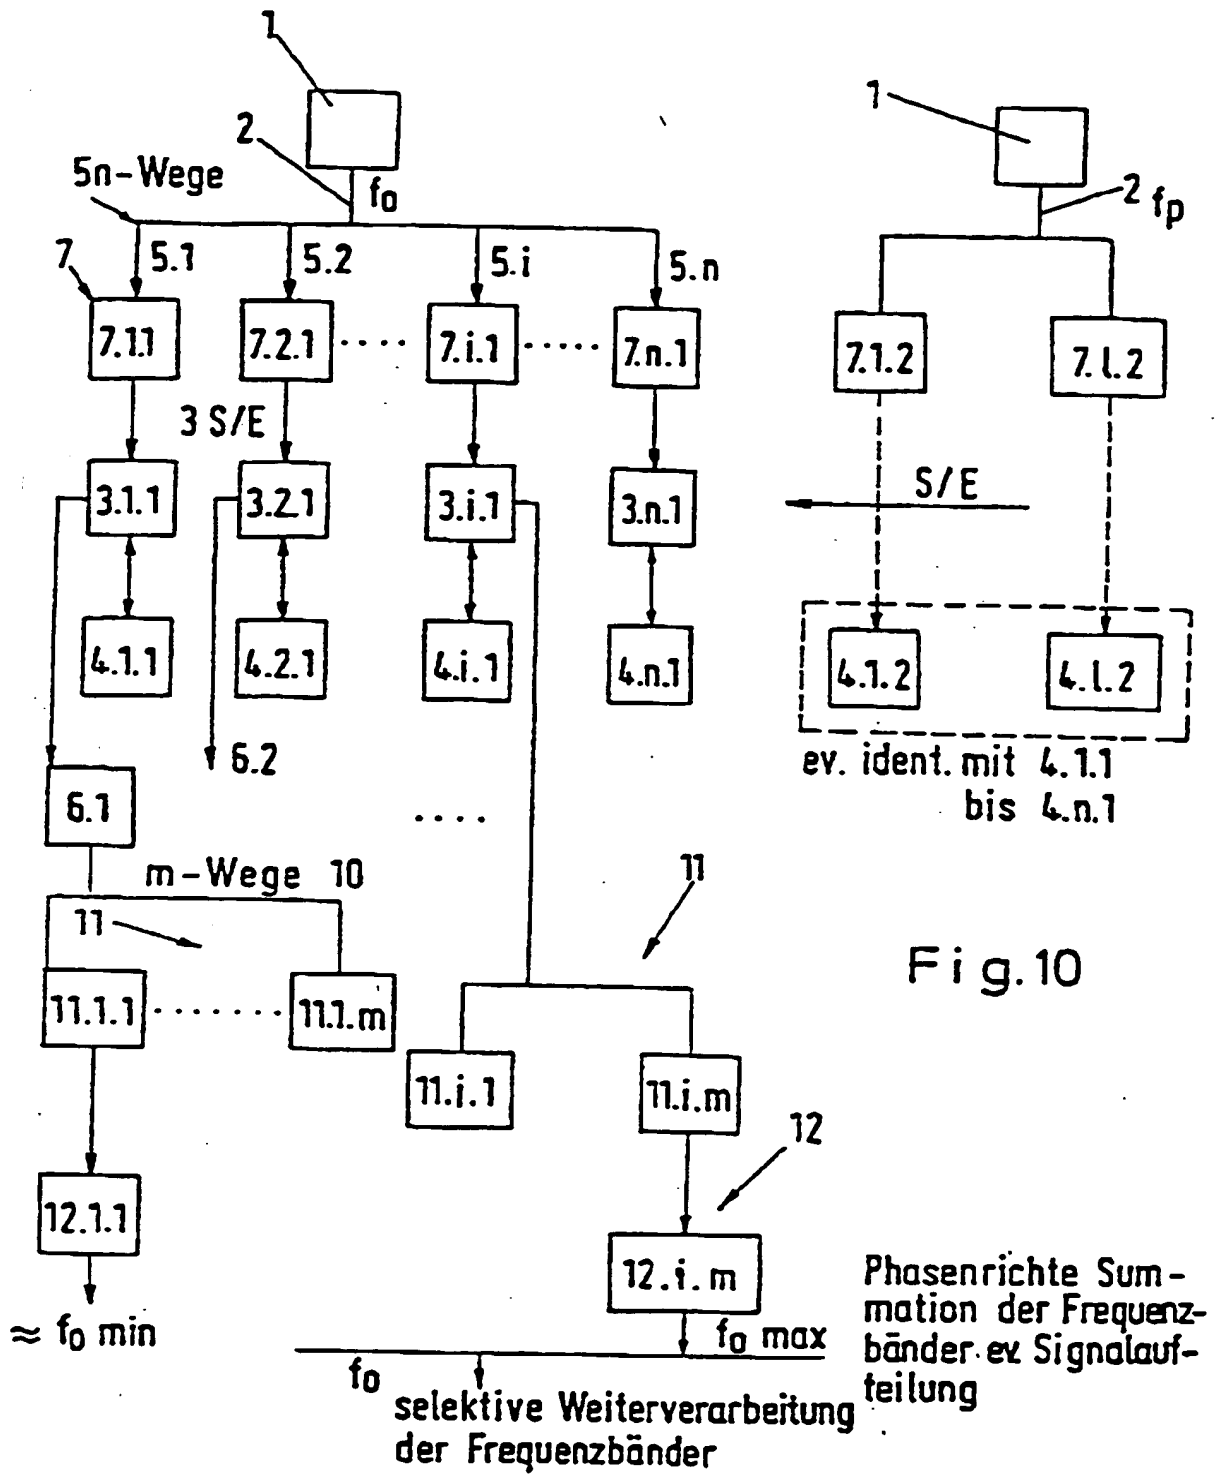 1
2
f₀
5n-Wege
5.1
5.2
5.i
5.n
7
7.1.1
7.2.1
7.i.1
7.n.1
3 S/E
3.1.1
3.2.1
3.i.1
3.n.1
4.1.1
4.2.1
4.i.1
4.n.1
6.2
6.1
m-Wege 10
11
11.1.1
11.1.m
11
11.i.1
11.i.m
12
12.1.1
12.i.m
≈ f₀ min
f₀ max
f₀
selektive Weiterverarbeitung
der Frequenzbänder
1
2
fp
7.1.2
7.l.2
S/E
4.1.2
4.l.2
ev. ident. mit 4.1.1
bis 4.n.1
Fig. 10
Phasenrichte Sum-
mation der Frequenz-
bänder ev. Signalauf-
teilung